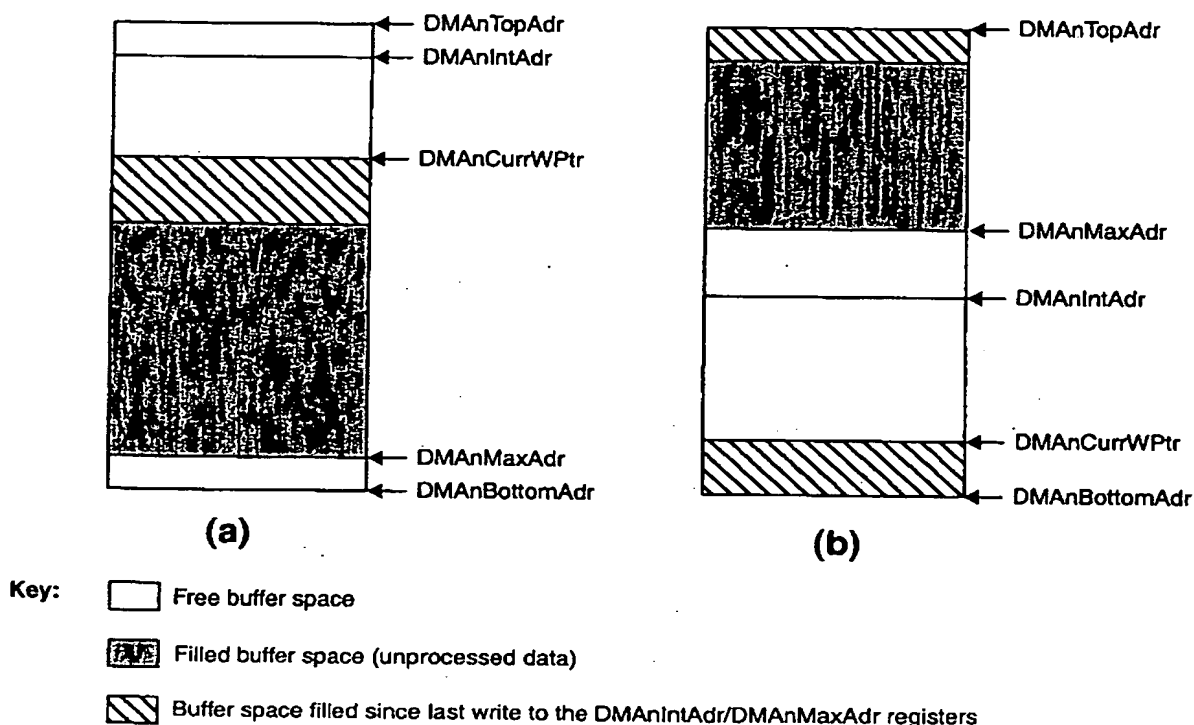 DMAnTopAdr
DMAnIntAdr
DMAnCurrWPtr
DMAnMaxAdr
DMAnBottomAdr
(a)
DMAnTopAdr
DMAnMaxAdr
DMAnIntAdr
DMAnCurrWPtr
DMAnBottomAdr
(b)
Key:
Free buffer space
Filled buffer space (unprocessed data)
Buffer space filled since last write to the DMAnIntAdr/DMAnMaxAdr registers